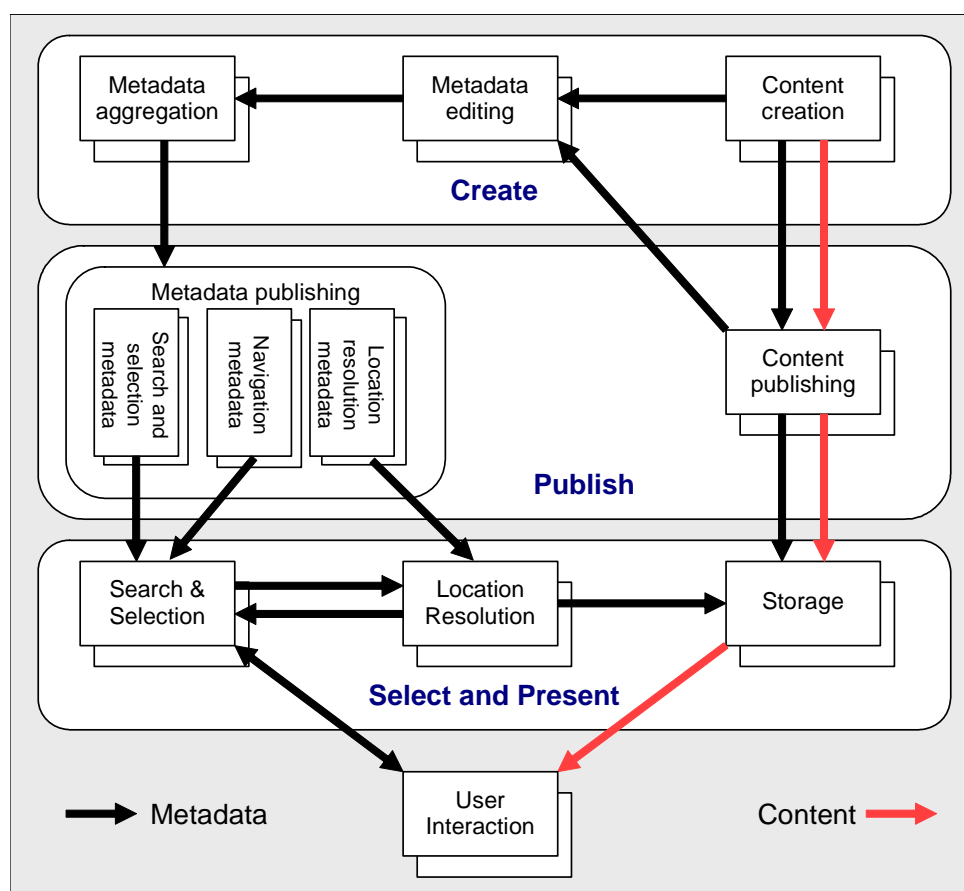 Metadata
aggregation
Metadata
editing
Content
creation
Create
Metadata publishing
Search and
selection
metadata
Navigation
metadata
Location
resolution
metadata
Content
publishing
Publish
Search &
Selection
Location
Resolution
Storage
Select and Present
User
Interaction
Metadata
Content